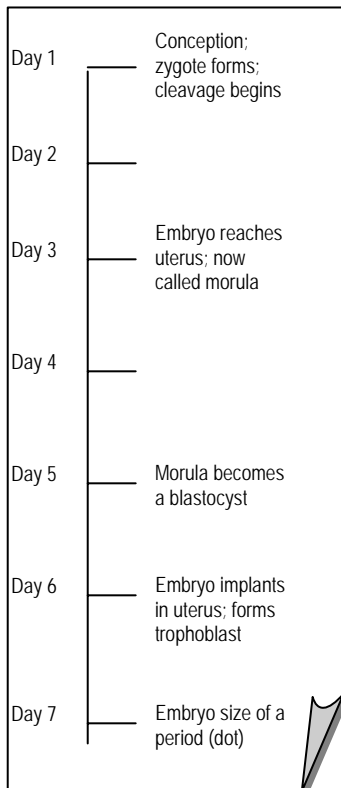 Day 1
Conception;
zygote forms;
cleavage begins
Day 2
Day 3
Embryo reaches
uterus; now
called morula
Day 4
Day 5
Morula becomes
a blastocyst
Day 6
Embryo implants
in uterus; forms
trophoblast
Day 7
Embryo size of a
period (dot)